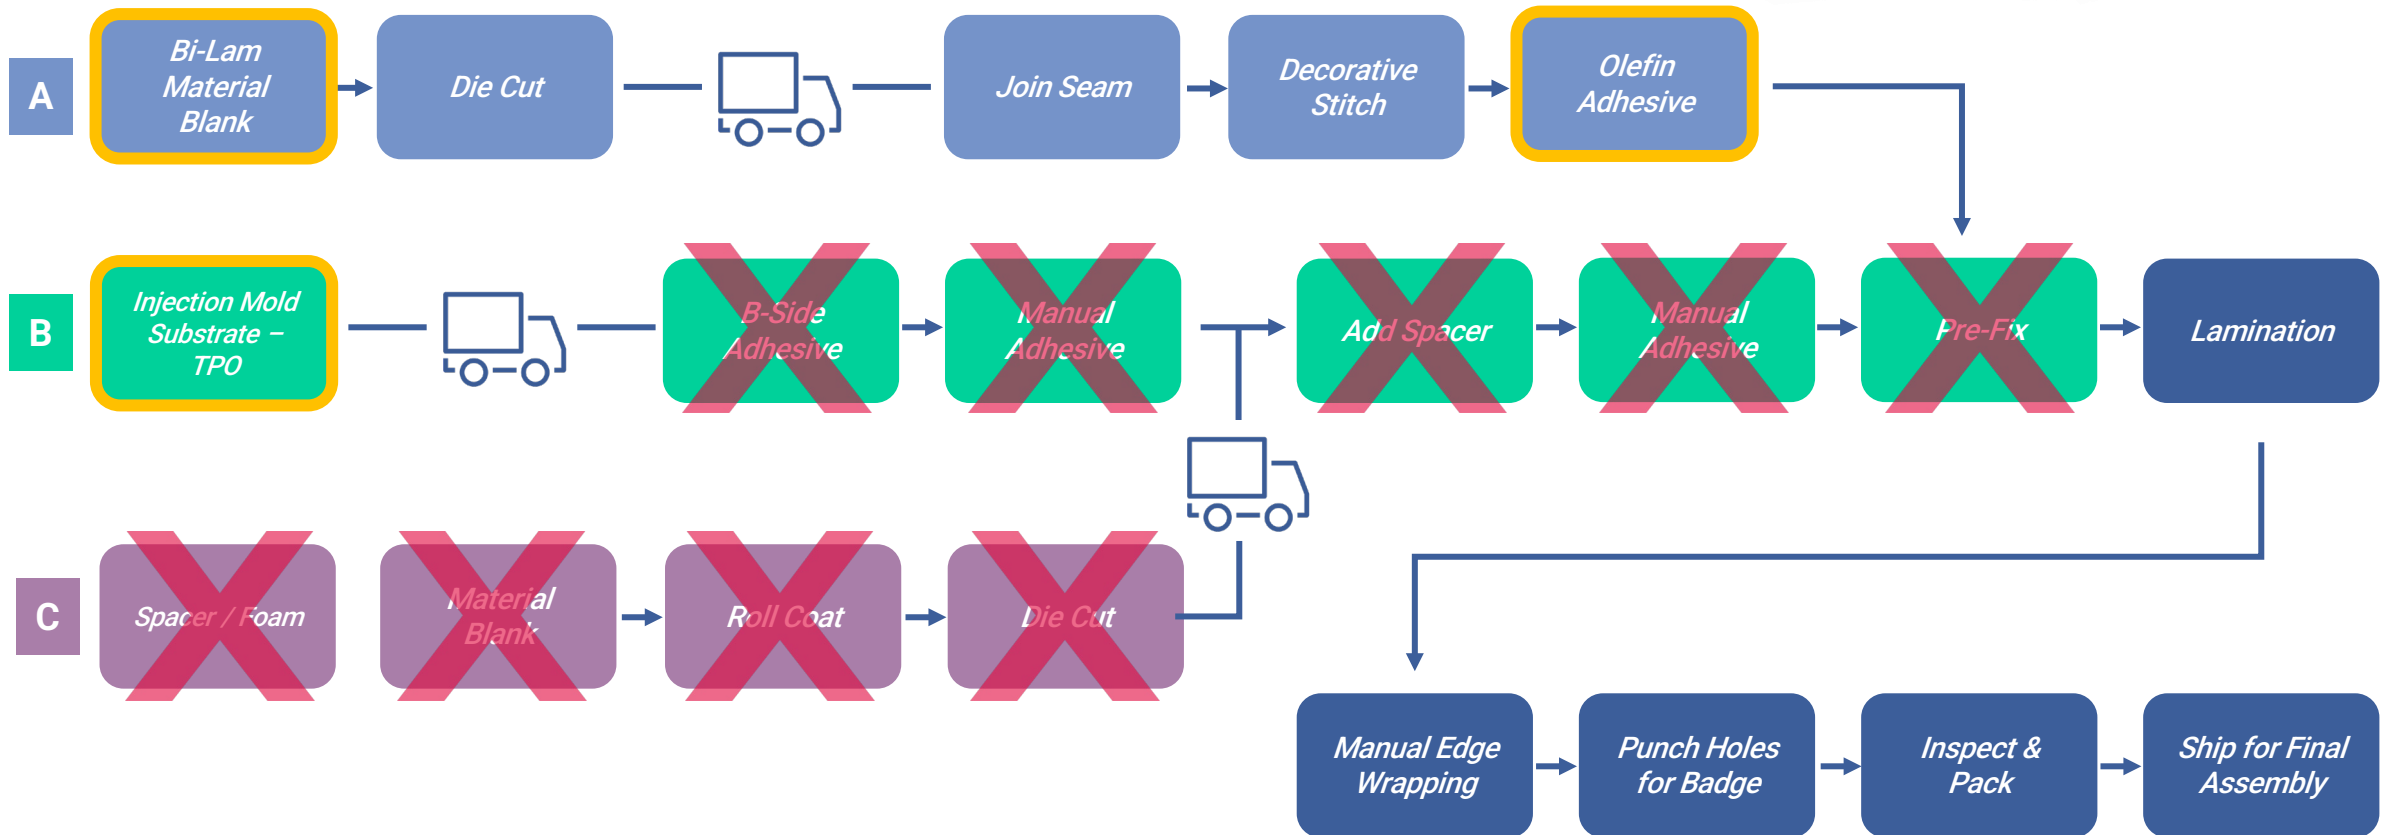 A
Bi-Lam
Material
Blank
Die Cut
Join Seam
Decorative
Stitch
Olefin
Adhesive
B
Injection Mold
Substrate –
TPO
B-Side
Adhesive
Manual
Adhesive
Add Spacer
Manual
Adhesive
Pre-Fix
Lamination
C
Spacer / Foam
Material
Blank
Roll Coat
Die Cut
Manual Edge
Wrapping
Punch Holes
for Badge
Inspect &
Pack
Ship for Final
Assembly